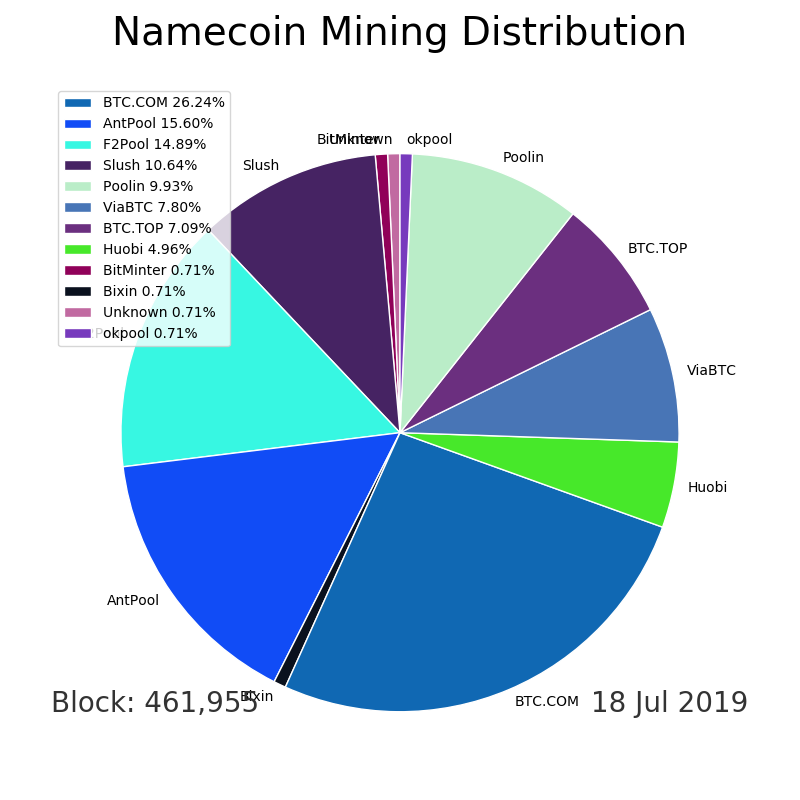 Namecoin Mining Distribution
BTC.COM 26.24%
AntPool 15.60%
F2Pool 14.89%
Slush 10.64%
Poolin 9.93%
ViaBTC 7.80%
BTC.TOP 7.09%
Huobi 4.96%
BitMinter 0.71%
Bixin 0.71%
Unknown 0.71%
okpool 0.71%
BitMinter
Unknown
okpool
Slush
Poolin
BTC.TOP
ViaBTC
Huobi
AntPool
Bixin
BTC.COM
Block: 461,955
18 Jul 2019